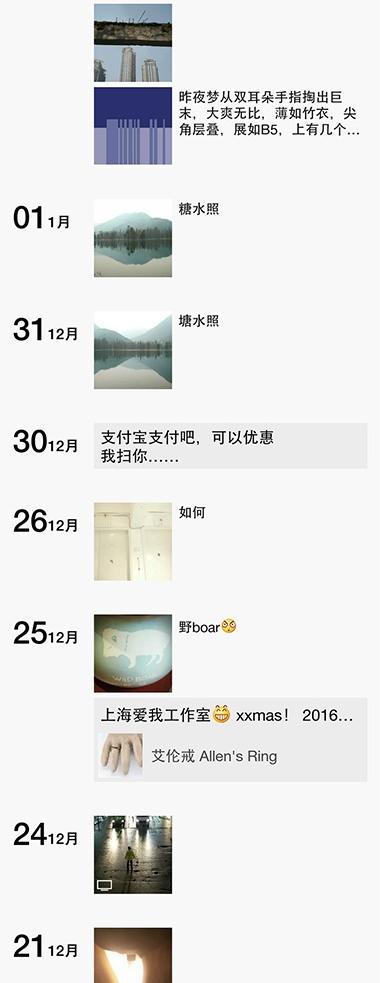 昨夜梦从双耳朵手指掏出巨
末，大爽无比，薄如竹衣，尖
角层叠，展如B5，上有几个...
01 1月
糖水照
31 12月
塘水照
30 12月
支付宝支付吧，可以优惠
我扫你……
26 12月
如何
25 12月
野boar
WILD BOAR
上海爱我工作室 xxmas！ 2016...
艾伦戒 Allen's Ring
24 12月
21 12月